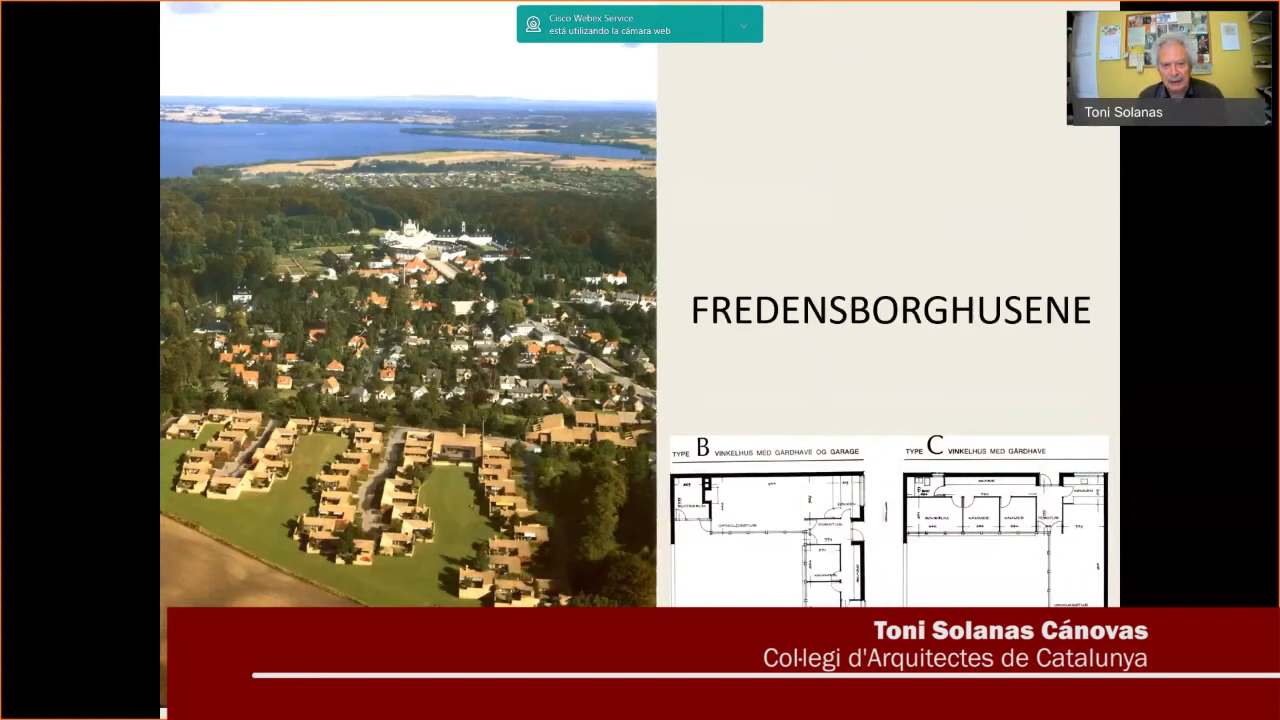 Cisco Webex Service
está utilizando la cámara web
Toni Solanas
FREDENSBORGHUSENE
TYPE B VINKELHUS MED GÅRDHAVE OG GARAGE
TYPE C VINKELHUS MED GÅRDHAVE
Toni Solanas Cánovas
Col·legi d'Arquitectes de Catalunya